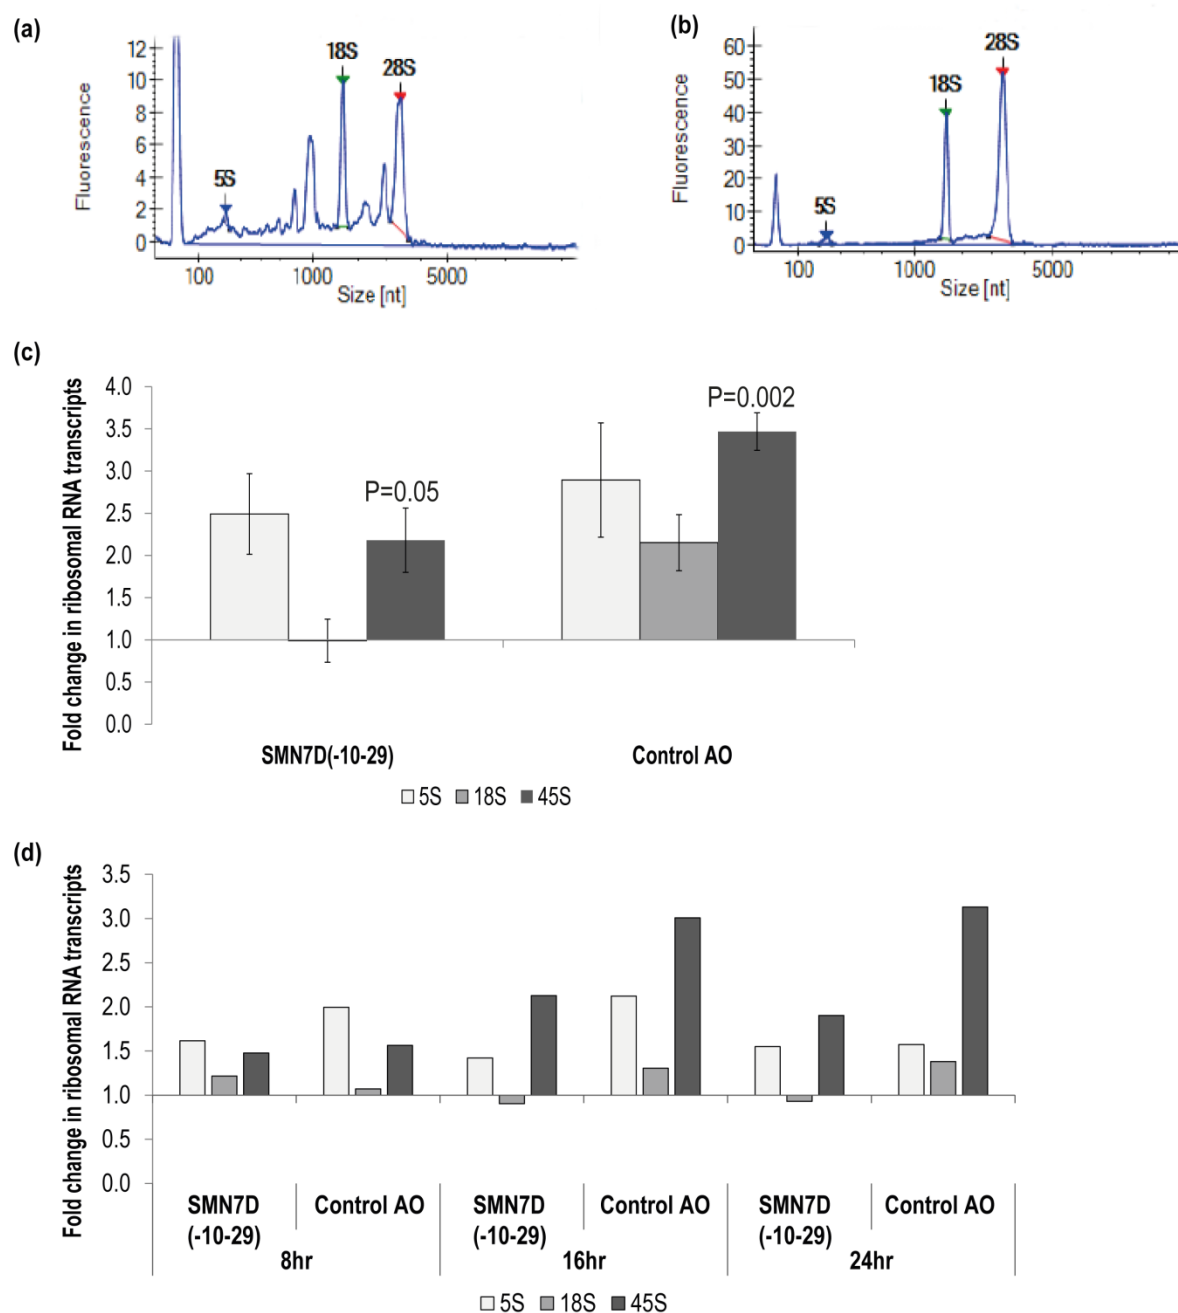 (a)
12
10
8
6
4
2
0
Fluorescence
5S
18S
28S
100
1000
5000
Size [nt]
(b)
60
50
40
30
20
10
0
Fluorescence
5S
18S
28S
100
1000
5000
Size [nt]
(c)
Fold change in ribosomal RNA transcripts
4.0
3.5
3.0
2.5
2.0
1.5
1.0
0.5
0.0
P=0.05
P=0.002
SMN7D(-10-29)
Control AO
5S 18S 45S
(d)
Fold change in ribosomal RNA transcripts
3.5
3.0
2.5
2.0
1.5
1.0
0.5
0.0
SMN7D
(-10-29)
Control AO
SMN7D
(-10-29)
Control AO
SMN7D
(-10-29)
Control AO
8hr
16hr
24hr
5S 18S 45S